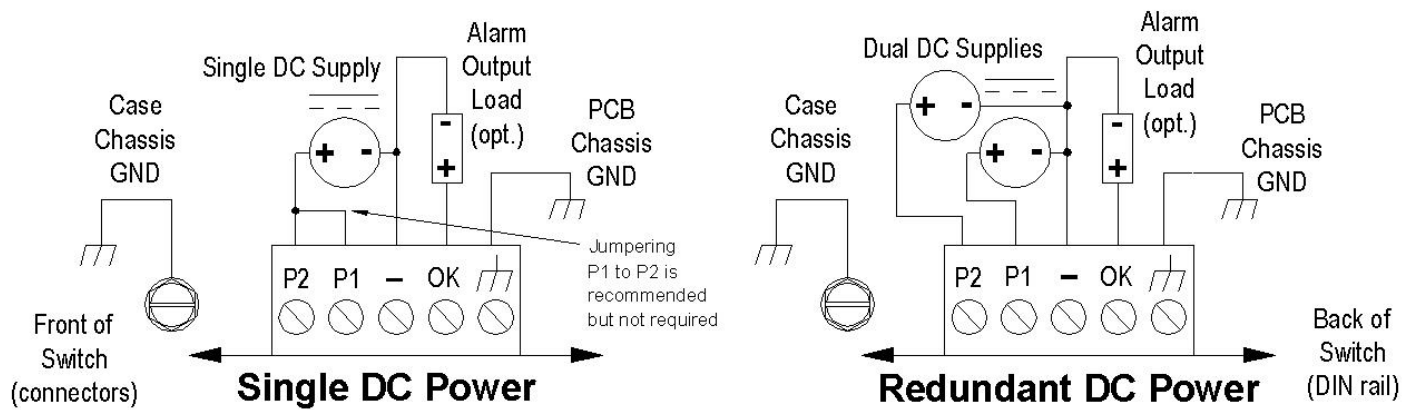 Single DC Supply
Alarm
Output
Load
(opt.)
Case
Chassis
GND
PCB
Chassis
GND
+ -
-
+
Jumpering
P1 to P2 is
recommended
but not required
P2 P1 – OK
Front of
Switch
(connectors)
Single DC Power
Dual DC Supplies
Alarm
Output
Load
(opt.)
Case
Chassis
GND
PCB
Chassis
GND
+ -
+ -
-
+
P2 P1 – OK
Back of
Switch
(DIN rail)
Redundant DC Power